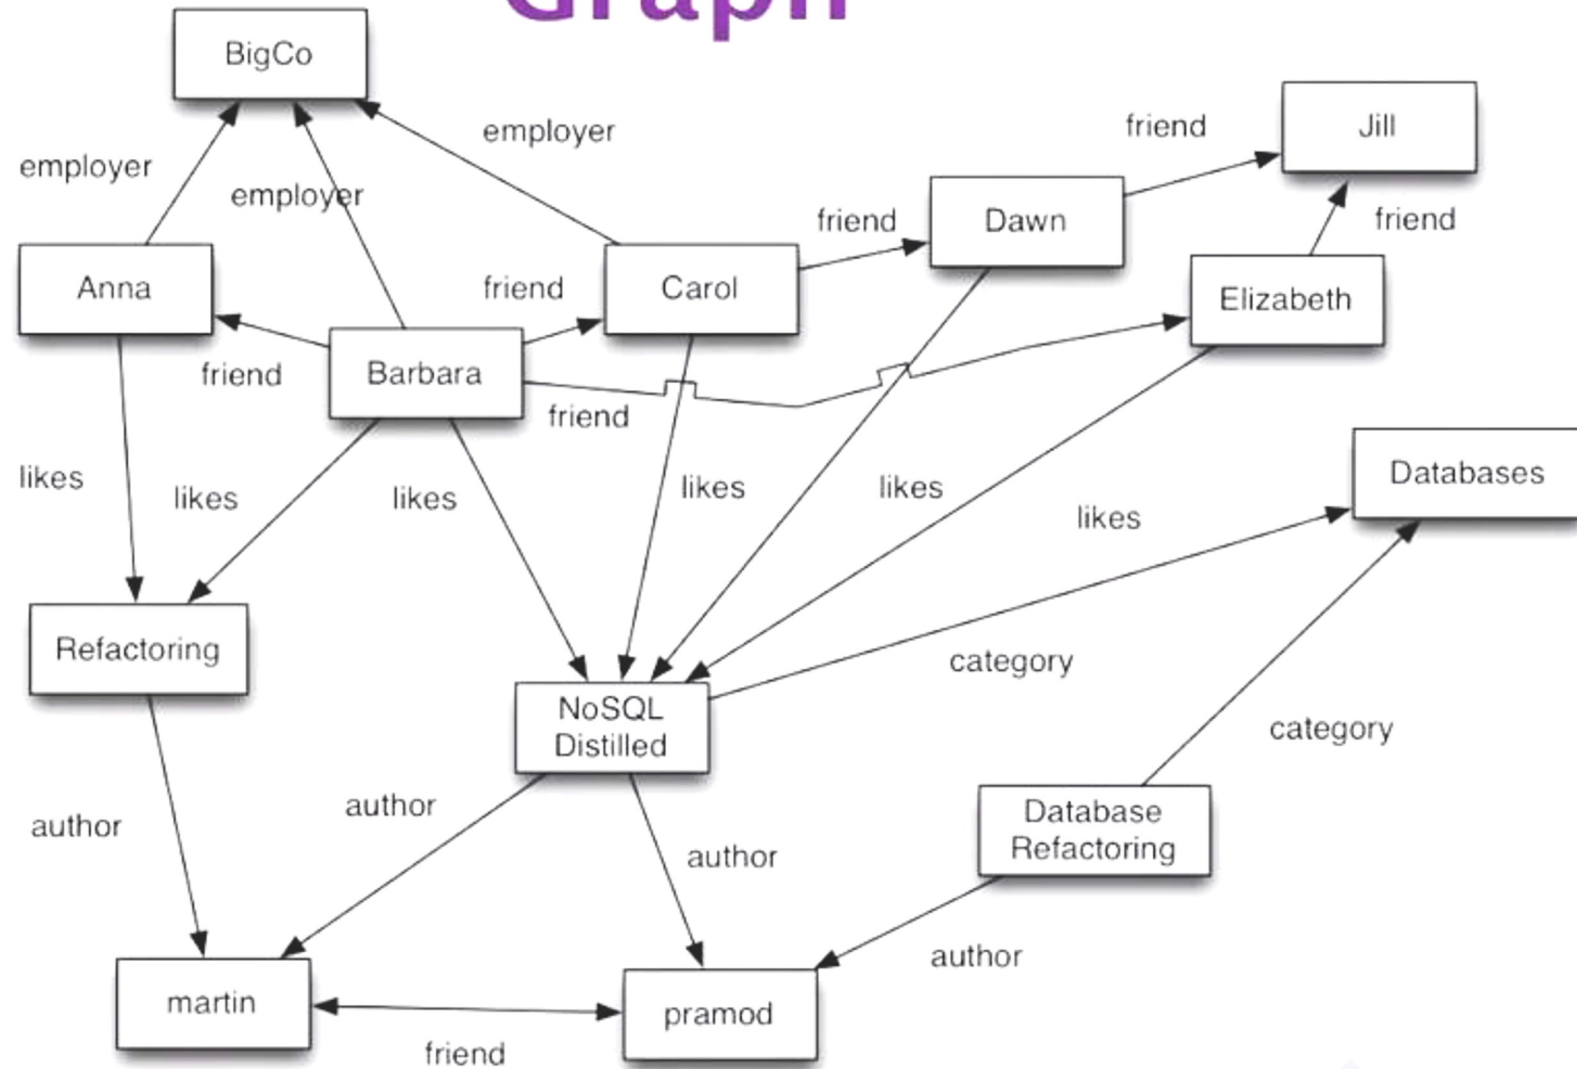 Graph
BigCo
employer
friend
Jill
employer
employer
friend
Dawn
friend
Anna
friend
Carol
Elizabeth
friend
Barbara
friend
likes
likes
likes
likes
likes
likes
Databases
Refactoring
category
NoSQL
Distilled
category
author
author
author
Database
Refactoring
author
martin
pramod
friend